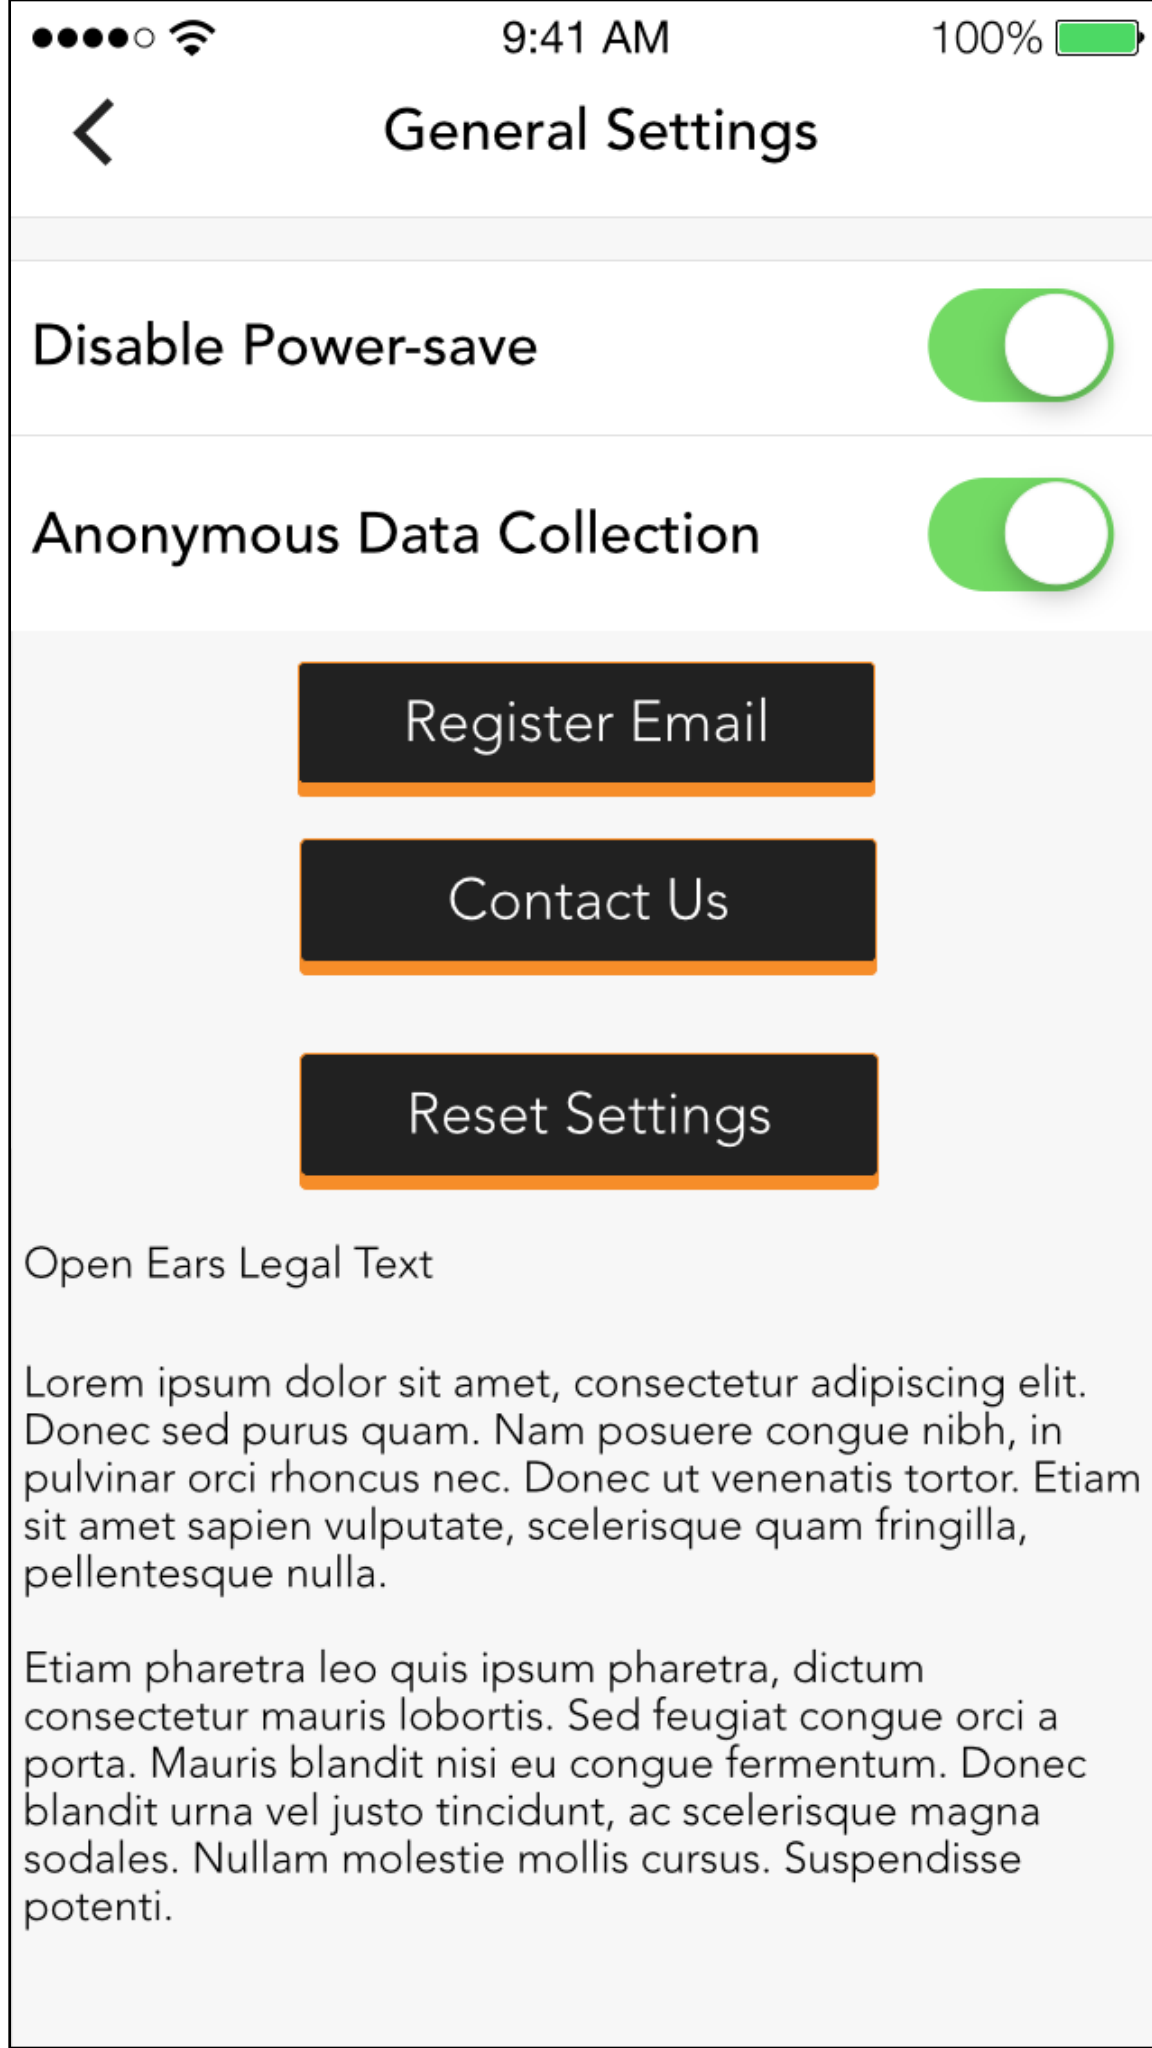 9:41 AM
100%
General Settings
Disable Power-save
Anonymous Data Collection
Register Email
Contact Us
Reset Settings
Open Ears Legal Text
Lorem ipsum dolor sit amet, consectetur adipiscing elit.
Donec sed purus quam. Nam posuere congue nibh, in
pulvinar orci rhoncus nec. Donec ut venenatis tortor. Etiam
sit amet sapien vulputate, scelerisque quam fringilla,
pellentesque nulla.
Etiam pharetra leo quis ipsum pharetra, dictum
consectetur mauris lobortis. Sed feugiat congue orci a
porta. Mauris blandit nisi eu congue fermentum. Donec
blandit urna vel justo tincidunt, ac scelerisque magna
sodales. Nullam molestie mollis cursus. Suspendisse
potenti.